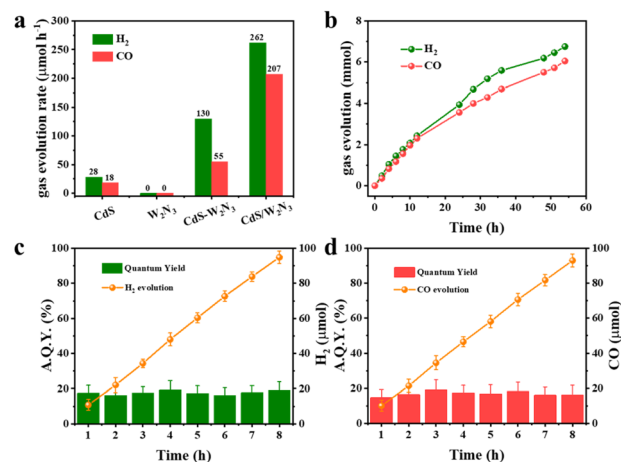 a
gas evolution rate (μmol h⁻¹)
300
250
200
150
100
50
0
H₂
CO
28
18
0
0
130
55
262
207
CdS
W₂N₃
CdS-W₂N₃
CdS/W₂N₃
b
gas evolution (mmol)
8
6
4
2
0
H₂
CO
0 10 20 30 40 50 60
Time (h)
c
A.Q.Y. (%)
100
80
60
40
20
0
Quantum Yield
H₂ evolution
100
80
60
40
20
0
H₂ (μmol)
1 2 3 4 5 6 7 8
Time (h)
d
A.Q.Y. (%)
100
80
60
40
20
0
Quantum Yield
CO evolution
100
80
60
40
20
0
CO (μmol)
1 2 3 4 5 6 7 8
Time (h)